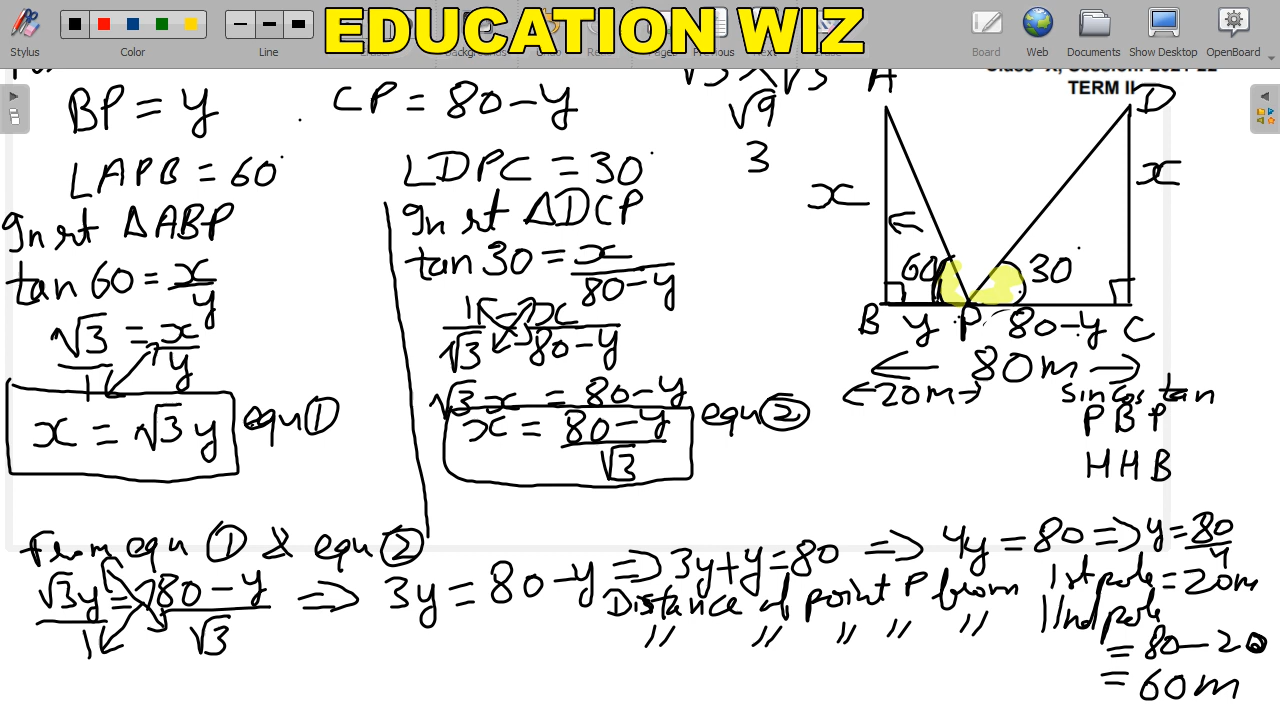 EDUCATION WIZ
Stylus
Color
Line
Board
Web
Documents
Show Desktop
OpenBoard
TERM II
BP = y
CP = 80-y
√9
3
LAPB = 60°
LDPC = 30°
In rt ΔABP
tan 60 = x/y
√3/1 = x/y
x = √3 y equ ①
In rt ΔDCP
tan 30 = x/80-y
1/√3 = x/80-y
√3 x = 80-y
x = 80-y/√3 equ ②
A
D
x
x
60
30°
B y P 80-y C
80m
20m
Sin Cos tan
P B P
H H B
From equ ① & equ ②
√3y/1 = 80-y/√3 => 3y = 80-y => 3y+y=80 => 4y = 80 => y = 80/4
Distance of point P from 1st pole = 20m
" " " " " IInd pole
= 80-20
= 60m